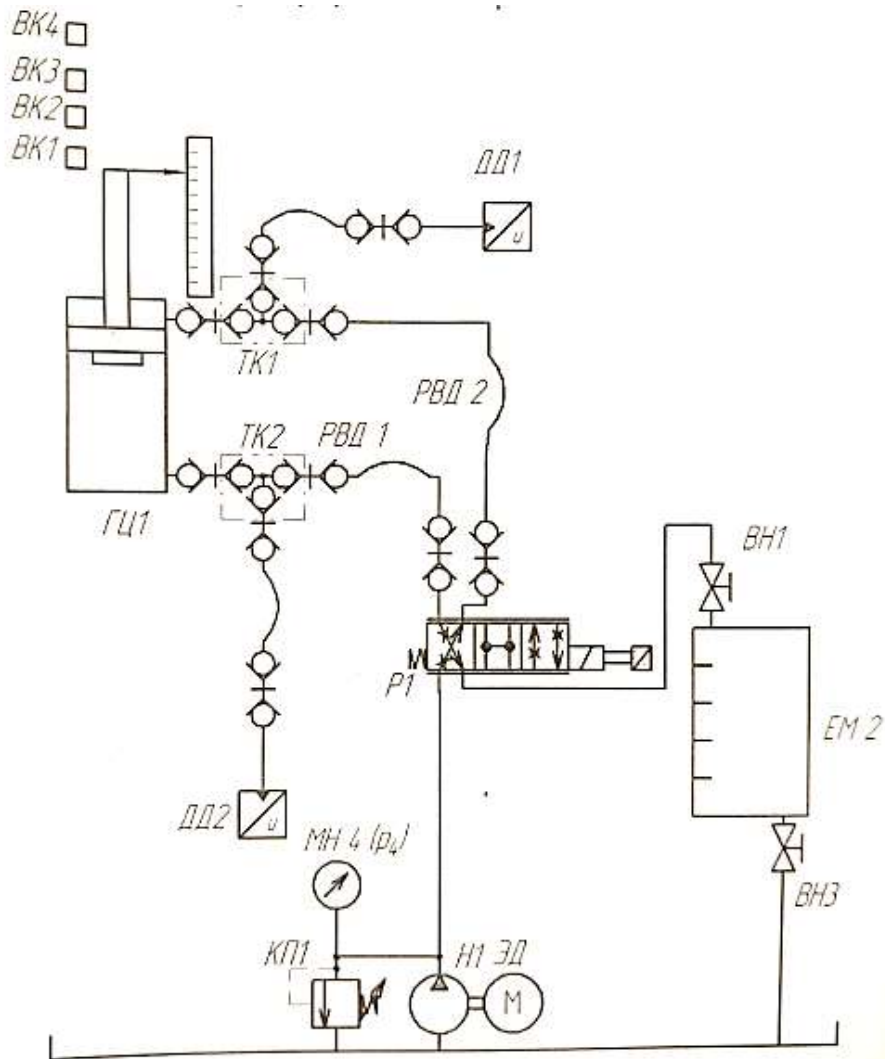 ВК4
ВК3
ВК2
ВК1
ДД1
u
ТК1
РВД 2
ТК2
РВД 1
ГЦ1
ВН1
Р1
ЕМ 2
ДД2
u
МН 4 (р₄)
ВН3
КП1
Н1 ЭД
М